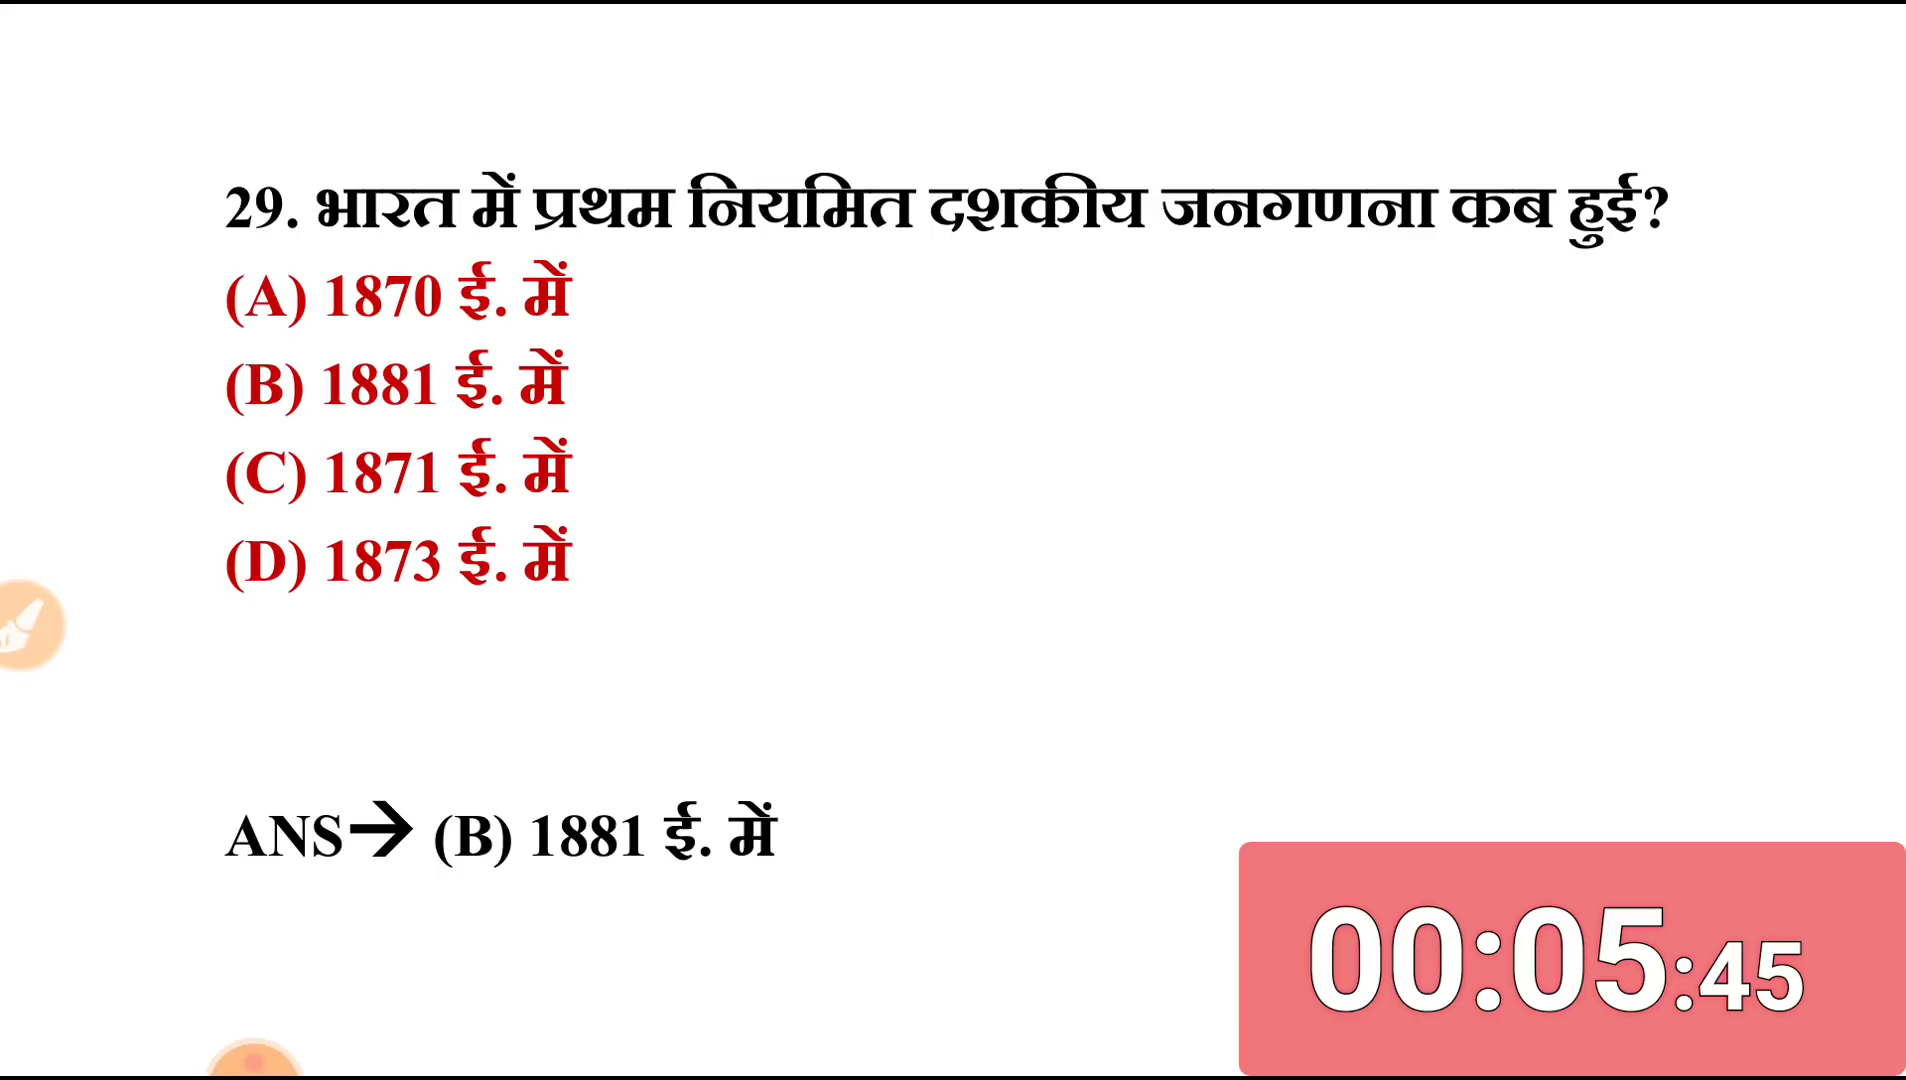 29. भारत में प्रथम नियमित दशकीय जनगणना कब हुई?
(A) 1870 ई. में
(B) 1881 ई. में
(C) 1871 ई. में
(D) 1873 ई. में
ANS→ (B) 1881 ई. में
00:05:45